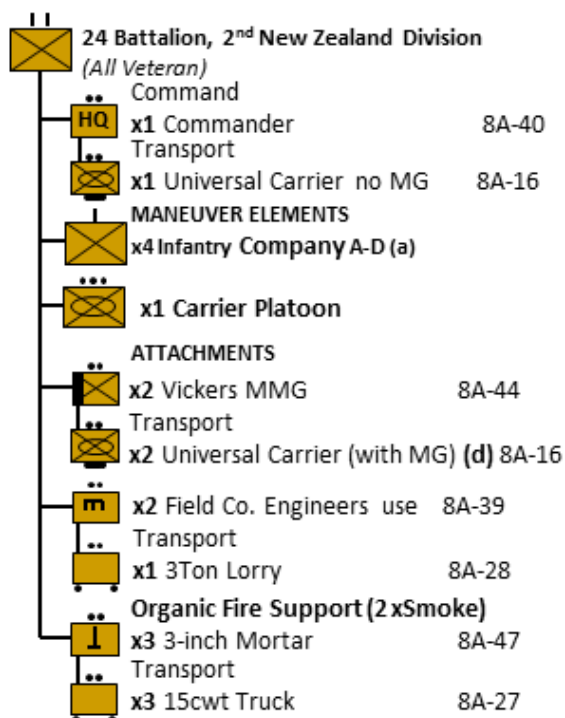 24 Battalion, 2nd New Zealand Division
(All Veteran)
Command
HQ x1 Commander 8A-40
Transport
x1 Universal Carrier no MG 8A-16
MANEUVER ELEMENTS
x4 Infantry Company A-D (a)
x1 Carrier Platoon
ATTACHMENTS
x2 Vickers MMG 8A-44
Transport
x2 Universal Carrier (with MG) (d) 8A-16
x2 Field Co. Engineers use 8A-39
Transport
x1 3Ton Lorry 8A-28
Organic Fire Support (2 xSmoke)
x3 3-inch Mortar 8A-47
Transport
x3 15cwt Truck 8A-27